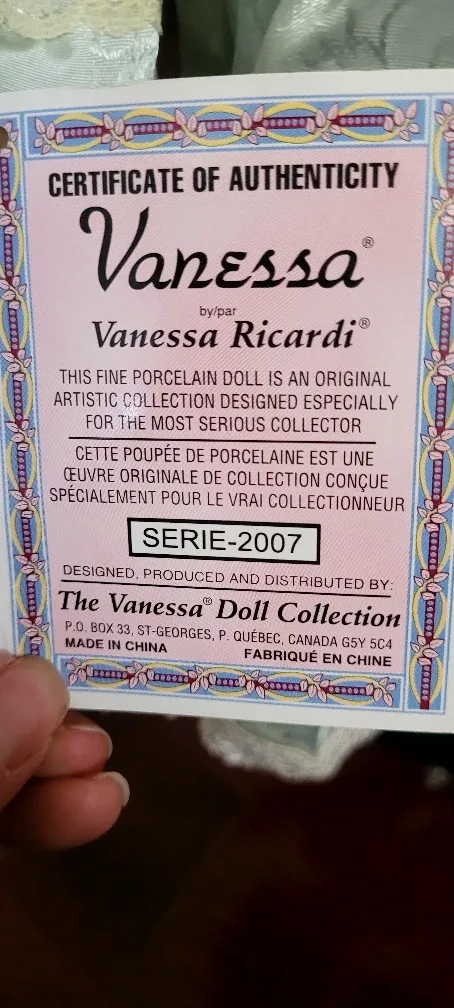 CERTIFICATE OF AUTHENTICITY
Vanessa®
by/par
Vanessa Ricardi®
THIS FINE PORCELAIN DOLL IS AN ORIGINAL
ARTISTIC COLLECTION DESIGNED ESPECIALLY
FOR THE MOST SERIOUS COLLECTOR
CETTE POUPÉE DE PORCELAINE EST UNE
ŒUVRE ORIGINALE DE COLLECTION CONÇUE
SPÉCIALEMENT POUR LE VRAI COLLECTIONNEUR
SERIE-2007
DESIGNED, PRODUCED AND DISTRIBUTED BY:
The Vanessa® Doll Collection
P.O. BOX 33, ST-GEORGES, P. QUÉBEC, CANADA G5Y 5C4
MADE IN CHINA FABRIQUÉ EN CHINE